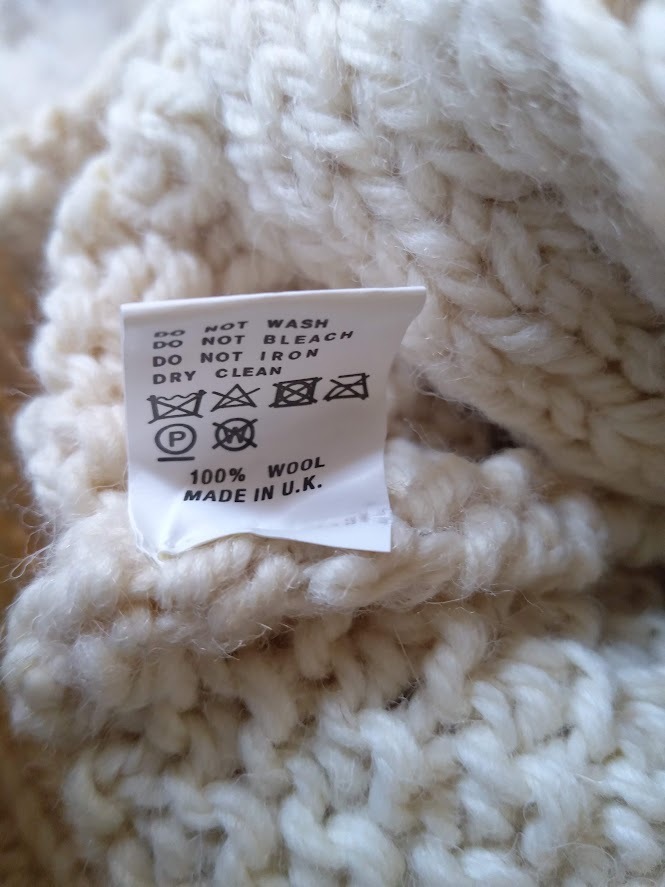 DO NOT WASH
DO NOT BLEACH
DO NOT IRON
DRY CLEAN
P W
100% WOOL
MADE IN U.K.